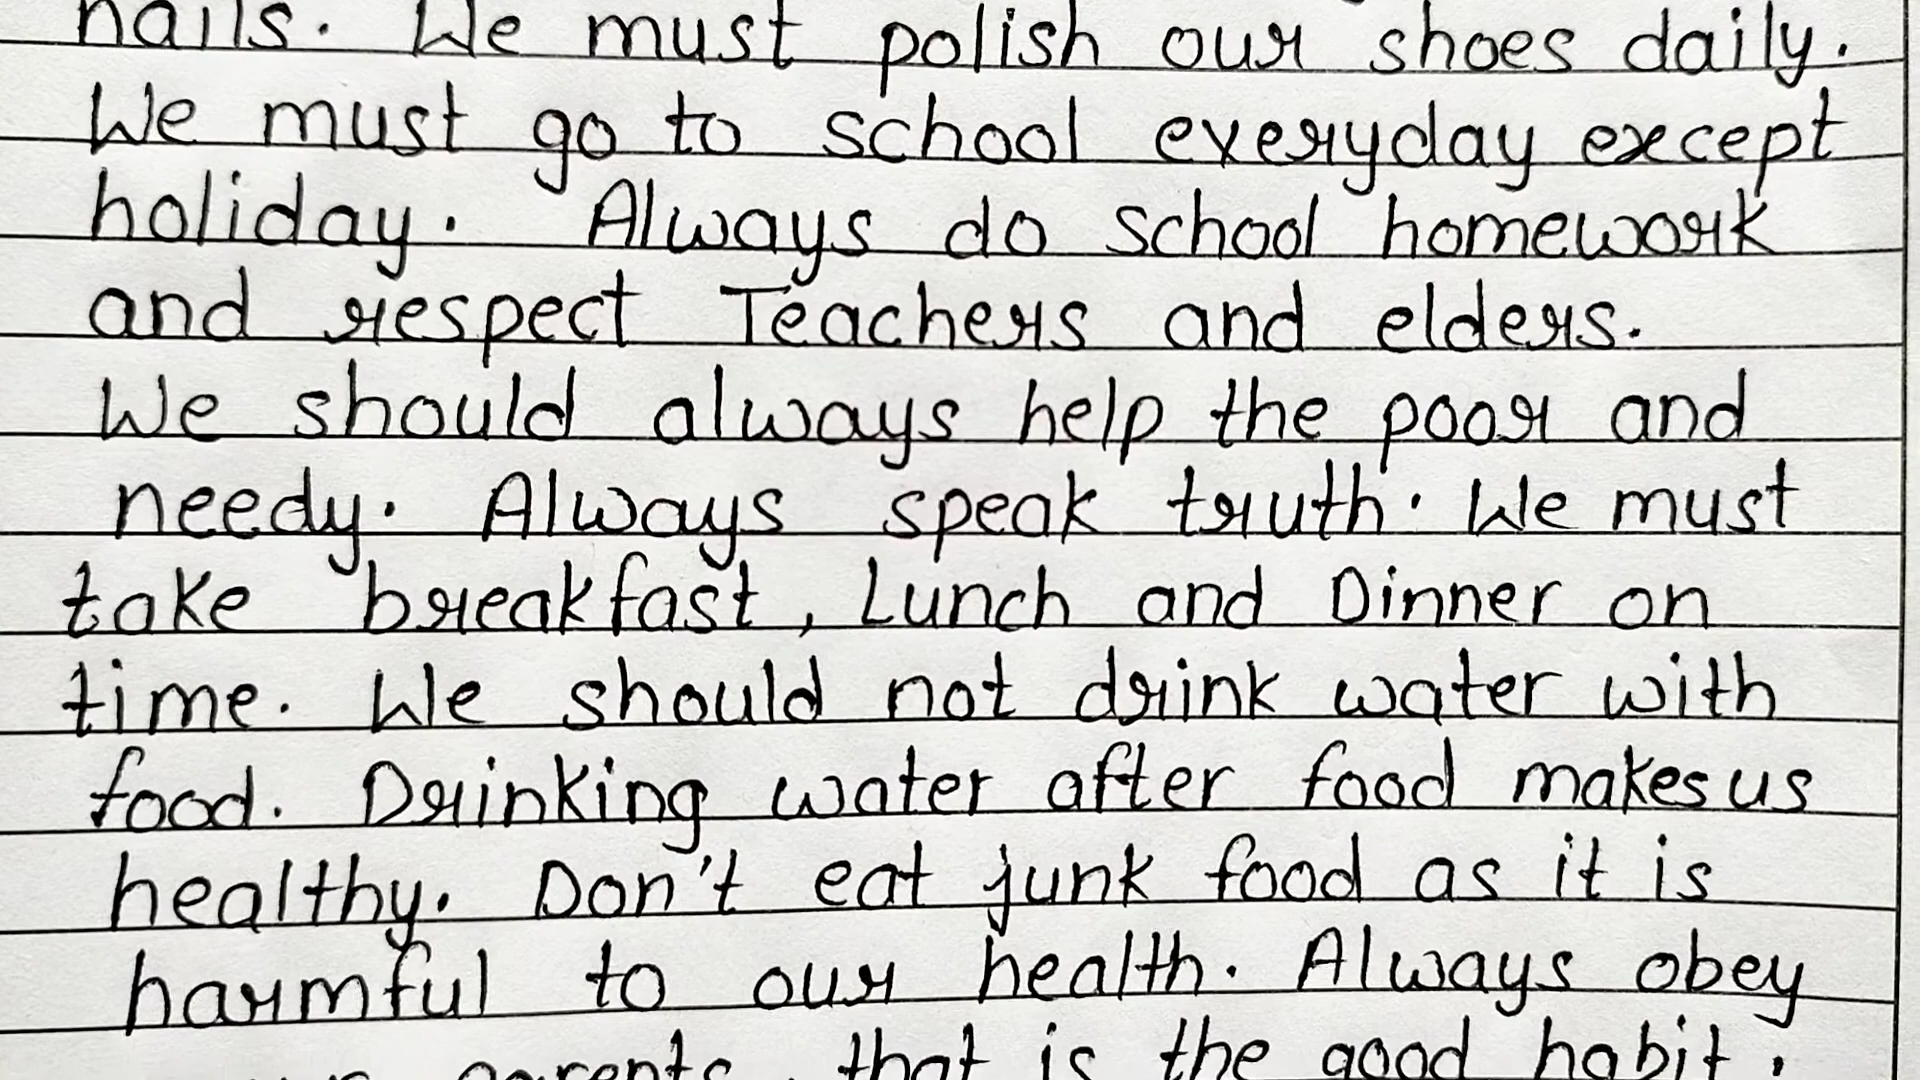 nails. We must polish our shoes daily.
We must go to school everyday except
holiday. Always do school homework
and respect Teachers and elders.
We should always help the poor and
needy. Always speak truth. We must
take breakfast, Lunch and Dinner on
time. We should not drink water with
food. Drinking water after food makes us
healthy. Don't eat junk food as it is
harmful to our health. Always obey
parents, that is the good habit.